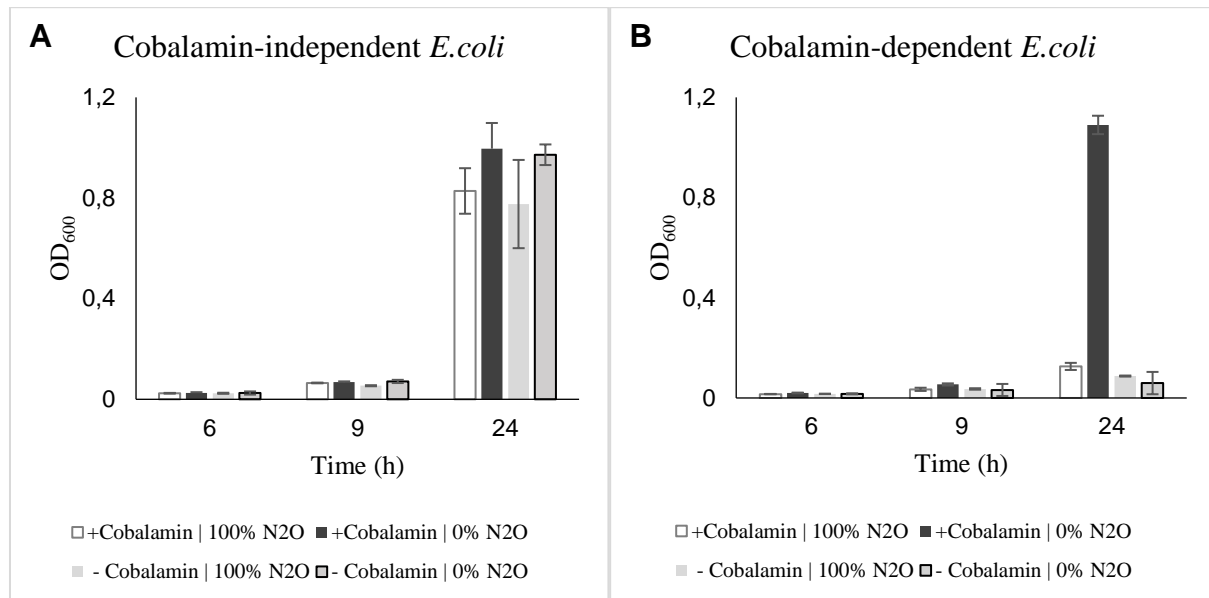 A
Cobalamin-independent E.coli
1,2
0,8
0,4
0
OD600
6 9 24
Time (h)
+Cobalamin | 100% N2O +Cobalamin | 0% N2O
- Cobalamin | 100% N2O - Cobalamin | 0% N2O
B
Cobalamin-dependent E.coli
1,2
0,8
0,4
0
OD600
6 9 24
Time (h)
+Cobalamin | 100% N2O +Cobalamin | 0% N2O
- Cobalamin | 100% N2O - Cobalamin | 0% N2O